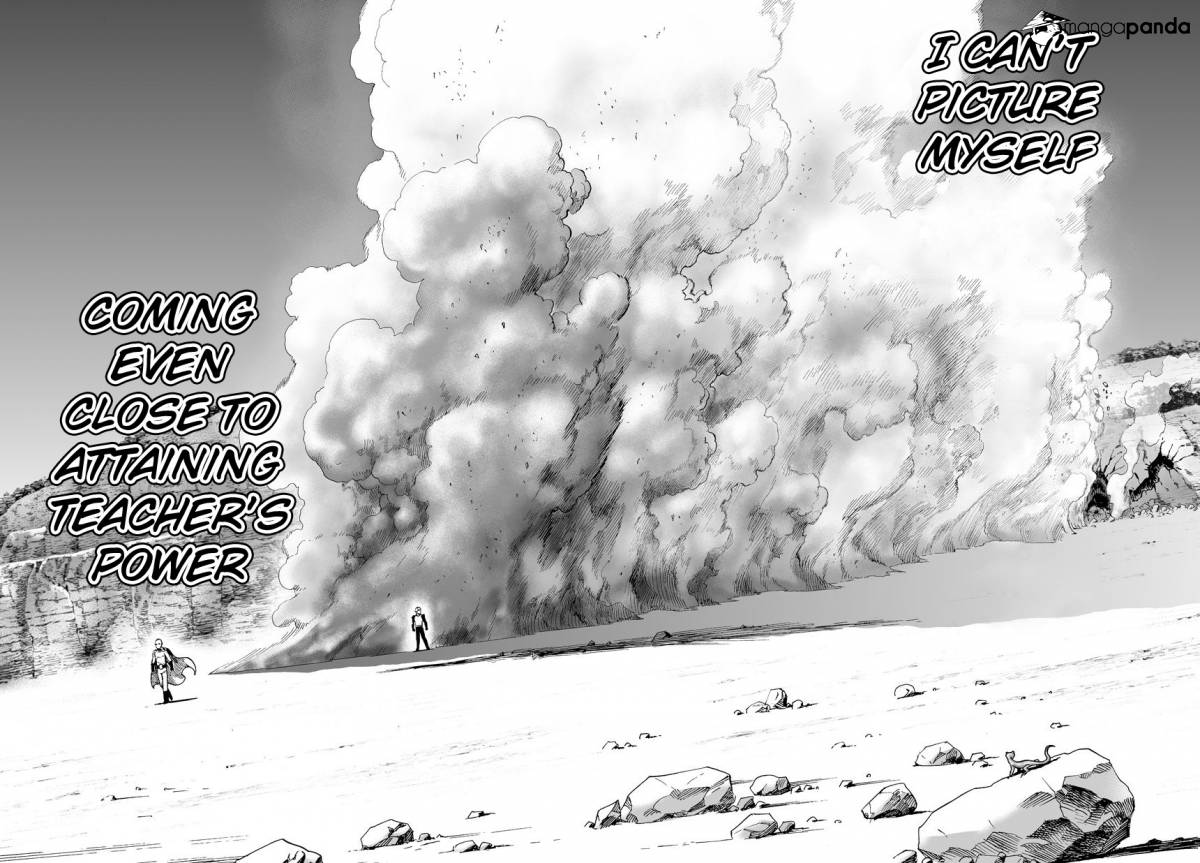 mangapanda
I CAN'T
PICTURE
MYSELF
COMING
EVEN
CLOSE TO
ATTAINING
TEACHER'S
POWER